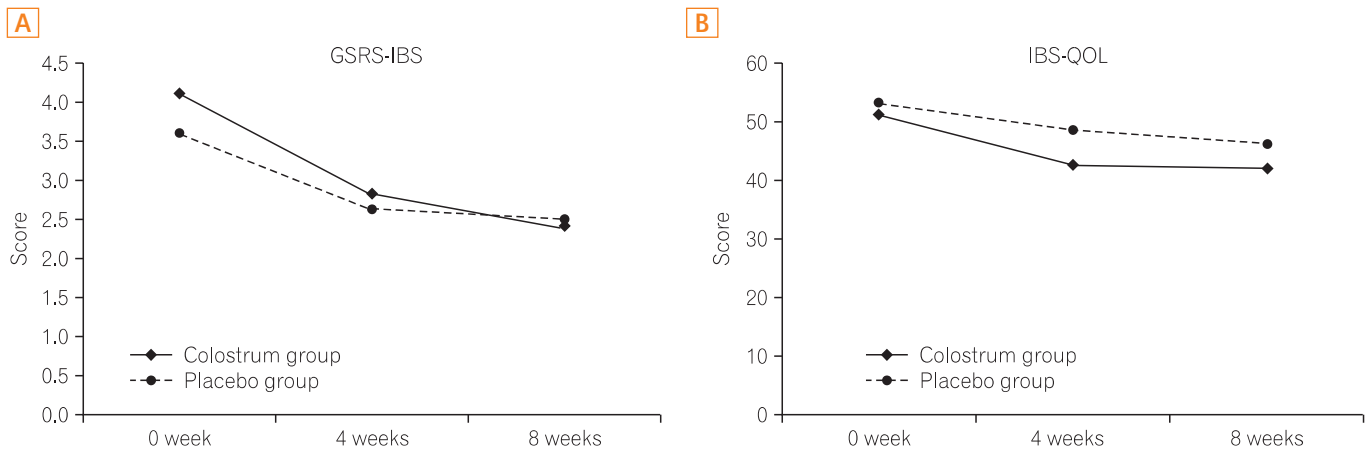 A
GSRS-IBS
Score
4.5
4.0
3.5
3.0
2.5
2.0
1.5
1.0
0.5
0.0
Colostrum group
Placebo group
0 week
4 weeks
8 weeks
B
IBS-QOL
Score
60
50
40
30
20
10
0
Colostrum group
Placebo group
0 week
4 weeks
8 weeks